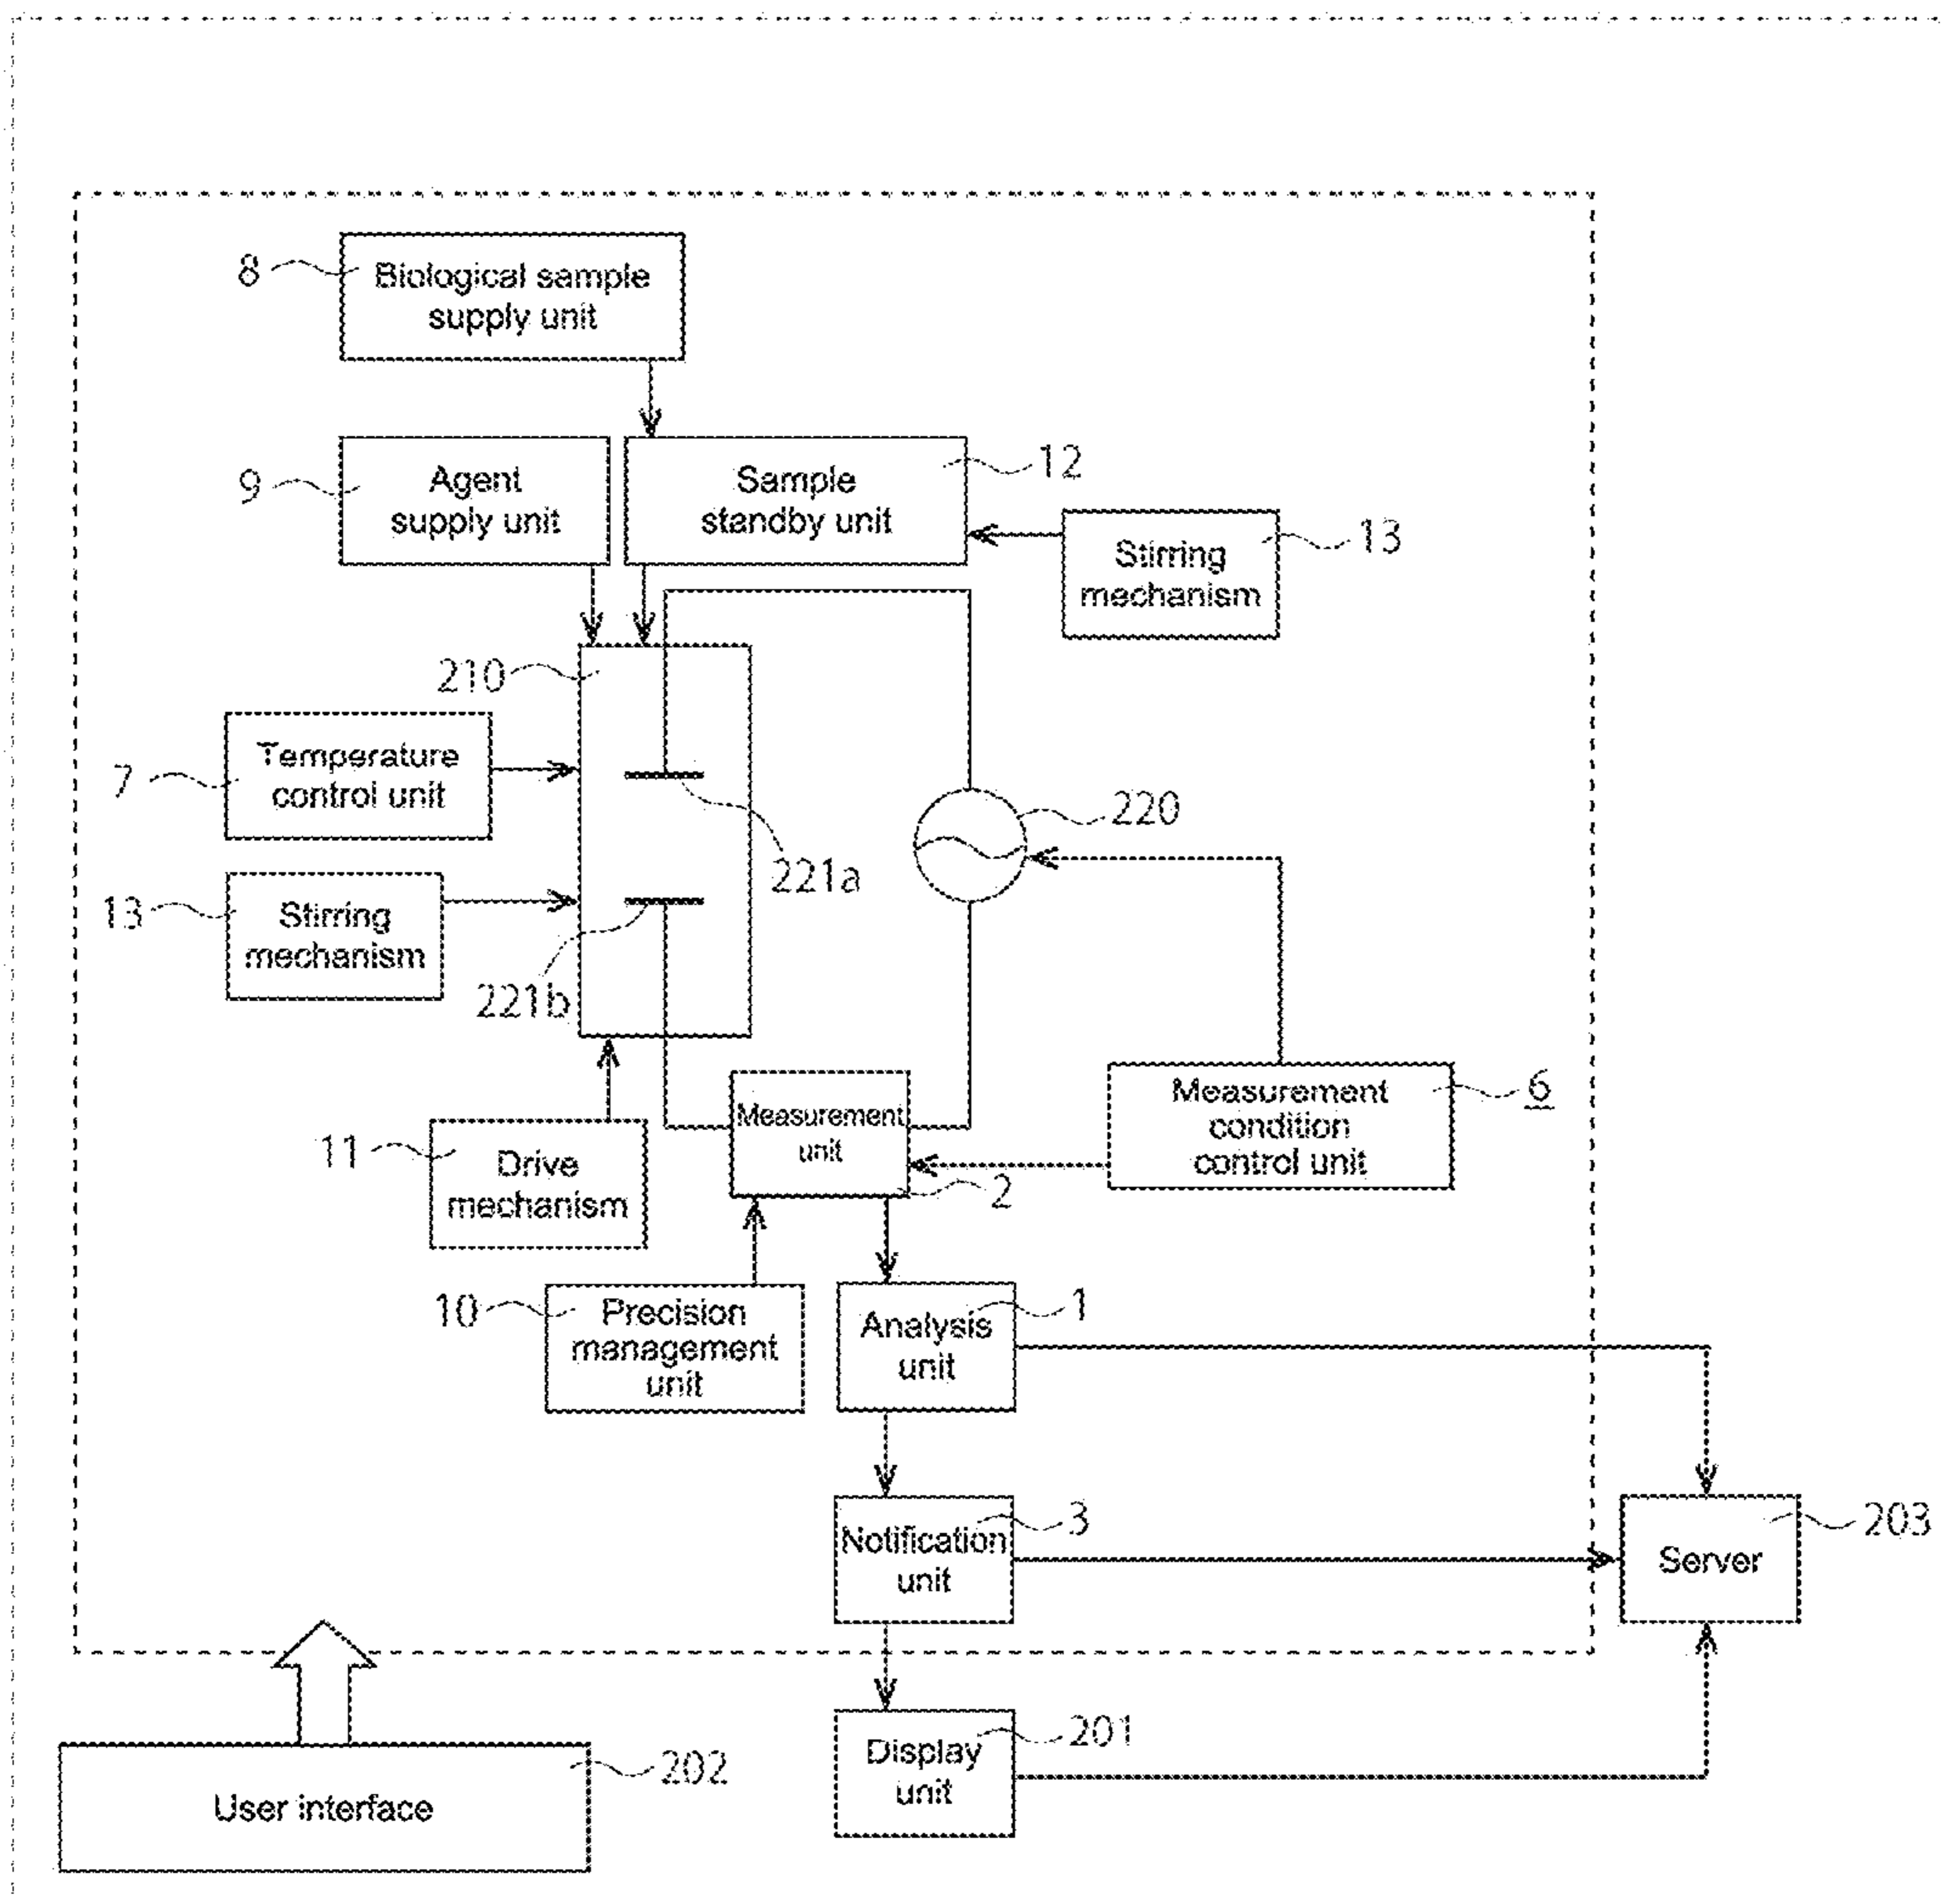 8
Biological sample
supply unit
9
Agent
supply unit
Sample
standby unit
12
Stirring
mechanism
13
210
7
Temperature
control unit
221a
220
13
Stirring
mechanism
221b
11
Drive
mechanism
Measurement
unit
2
Measurement
condition
control unit
6
10
Precision
management
unit
Analysis
unit
1
Notification
unit
3
Server
203
User interface
202
Display
unit
201